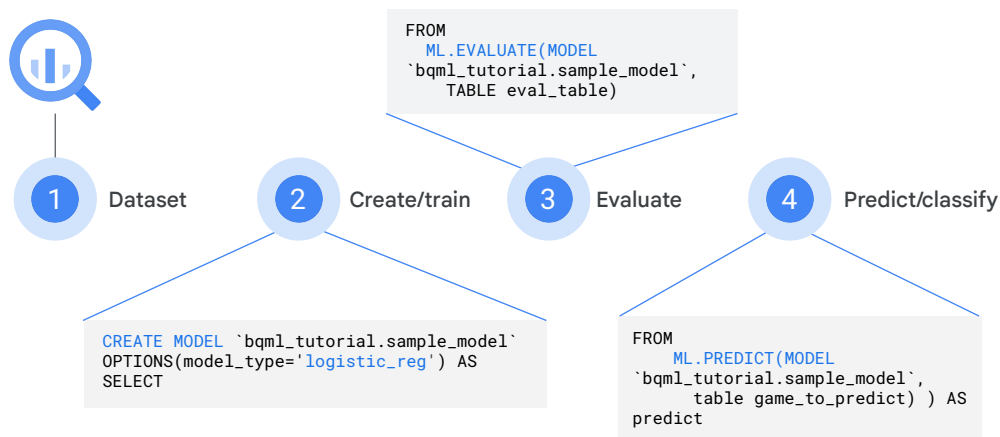 FROM
ML.EVALUATE(MODEL
`bqml_tutorial.sample_model`,
TABLE eval_table)
1 Dataset
2 Create/train
3 Evaluate
4 Predict/classify
CREATE MODEL `bqml_tutorial.sample_model`
OPTIONS(model_type='logistic_reg') AS
SELECT
FROM
ML.PREDICT(MODEL
`bqml_tutorial.sample_model`,
table game_to_predict) ) AS
predict